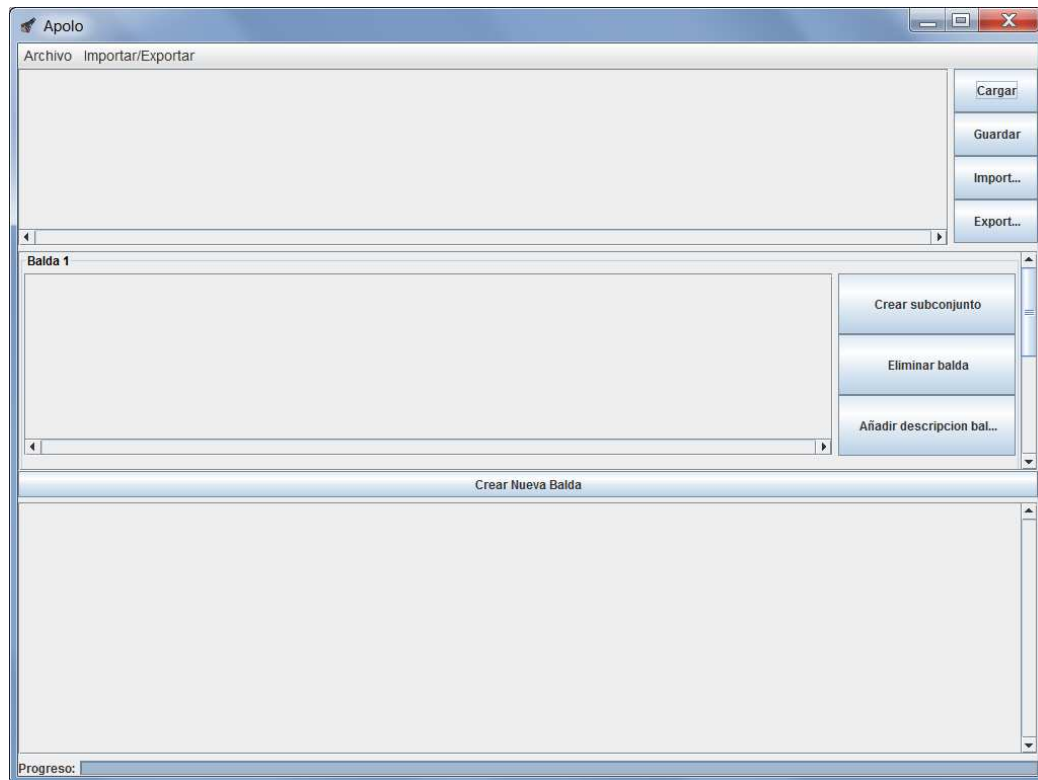 Apolo
Archivo Importar/Exportar
Cargar
Guardar
Import...
Export...
Balda 1
Crear subconjunto
Eliminar balda
Añadir descripcion bal...
Crear Nueva Balda
Progreso: